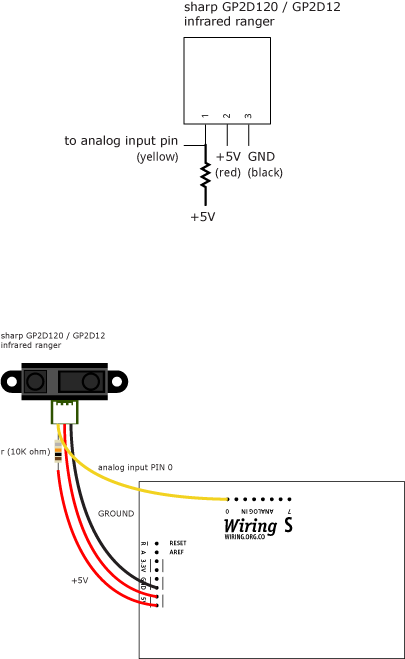 sharp GP2D120 / GP2D12
infrared ranger
1 2 3
to analog input pin
(yellow)
+5V GND
(red) (black)
+5V
sharp GP2D120 / GP2D12
infrared ranger
r (10K ohm)
analog input PIN 0
0 ANALOG IN 7
Wiring S
WIRING.ORG.CO
GROUND
R RESET
A AREF
3.3V
GND
+5V
5V